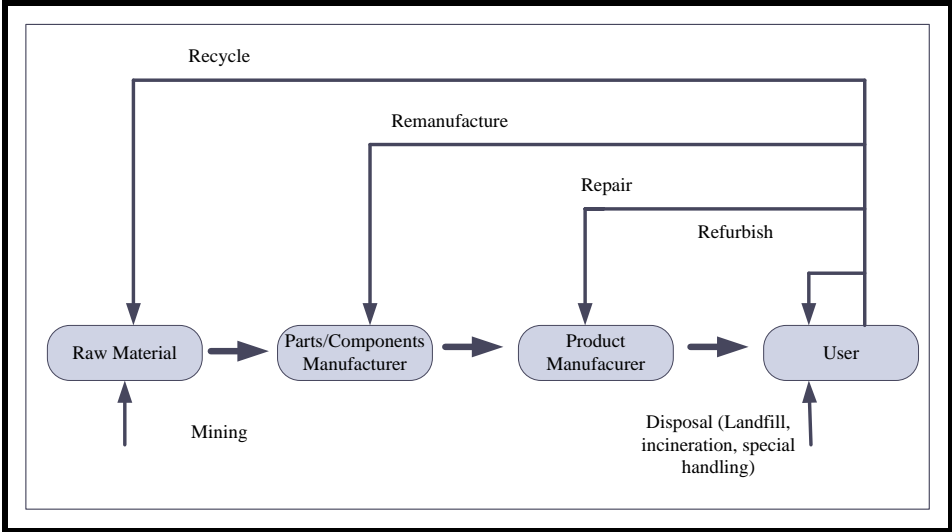 Recycle
Remanufacture
Repair
Refurbish
Raw Material
Parts/Components
Manufacturer
Product
Manufacurer
User
Mining
Disposal (Landfill,
incineration, special
handling)